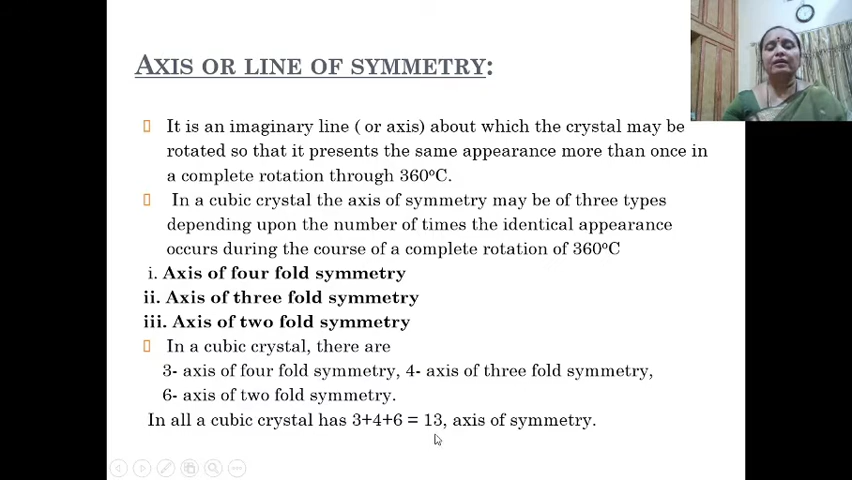 AXIS OR LINE OF SYMMETRY:
It is an imaginary line ( or axis) about which the crystal may be
rotated so that it presents the same appearance more than once in
a complete rotation through 360ºC.
In a cubic crystal the axis of symmetry may be of three types
depending upon the number of times the identical appearance
occurs during the course of a complete rotation of 360ºC
i. Axis of four fold symmetry
ii. Axis of three fold symmetry
iii. Axis of two fold symmetry
In a cubic crystal, there are
3- axis of four fold symmetry, 4- axis of three fold symmetry,
6- axis of two fold symmetry.
In all a cubic crystal has 3+4+6 = 13, axis of symmetry.